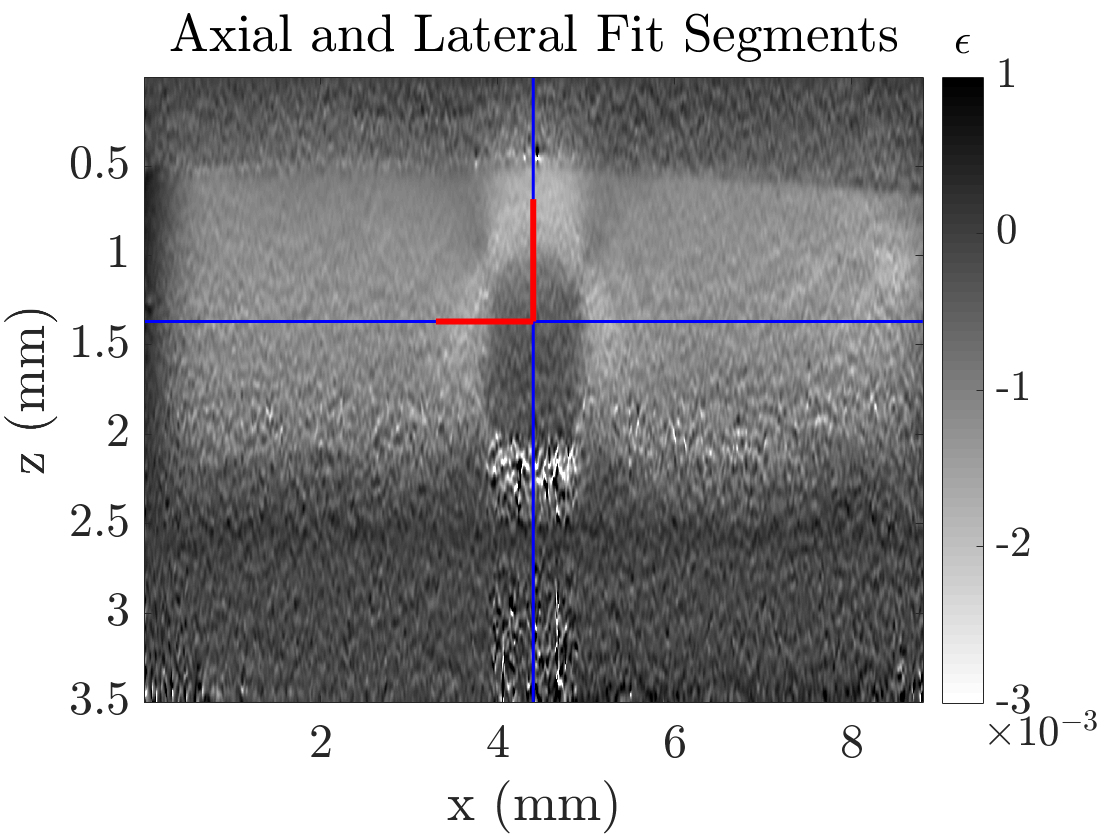 Axial and Lateral Fit Segments
ϵ
z (mm)
0.5
1
1.5
2
2.5
3
3.5
2 4 6 8
x (mm)
1
0
-1
-2
-3
×10⁻³